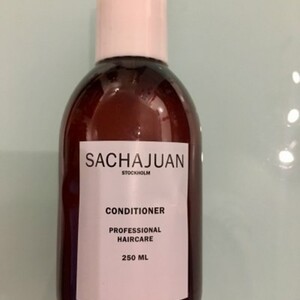 SACHAJUAN
STOCKHOLM
CONDITIONER
PROFESSIONAL
HAIRCARE
250 ML